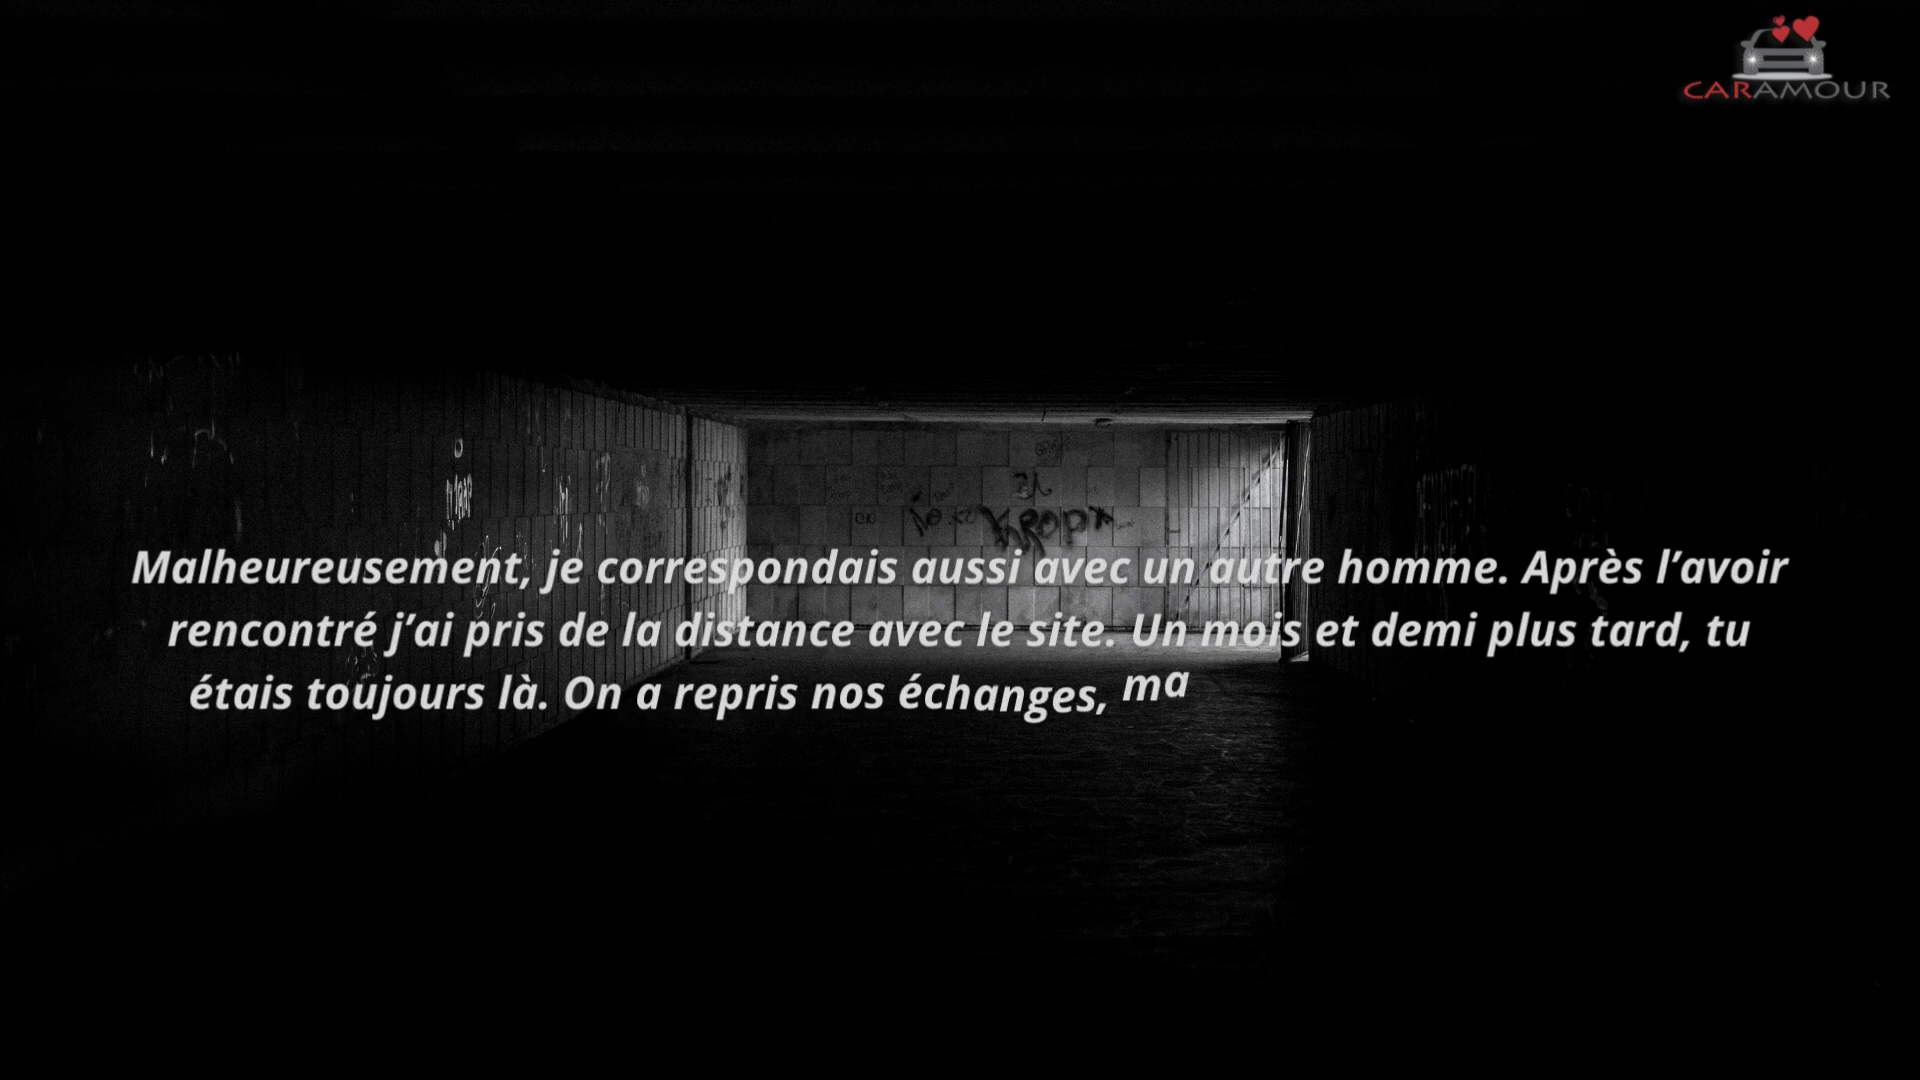 CARAMOUR
KROPK
Malheureusement, je correspondais aussi avec un autre homme. Après l’avoir
rencontré j’ai pris de la distance avec le site. Un mois et demi plus tard, tu
étais toujours là. On a repris nos échanges, ma